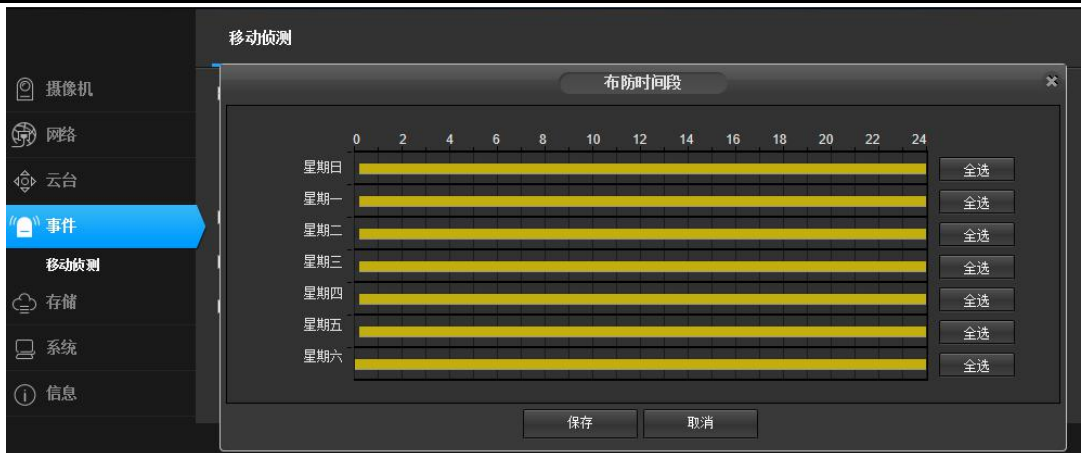 移动侦测
摄像机
网络
云台
事件
移动侦测
存储
系统
信息
布防时间段
0 2 4 6 8 10 12 14 16 18 20 22 24
星期日 全选
星期一 全选
星期二 全选
星期三 全选
星期四 全选
星期五 全选
星期六 全选
保存 取消